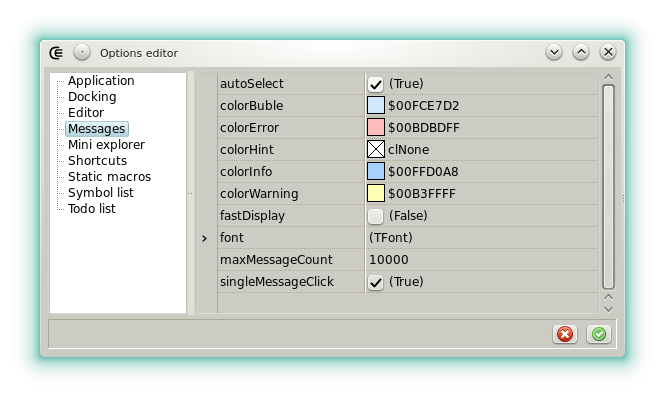 Options editor
Application
Docking
Editor
Messages
Mini explorer
Shortcuts
Static macros
Symbol list
Todo list
autoSelect (True)
colorBuble $00FCE7D2
colorError $00BDBDFF
colorHint clNone
colorInfo $00FFD0A8
colorWarning $00B3FFFF
fastDisplay (False)
font (TFont)
maxMessageCount 10000
singleMessageClick (True)